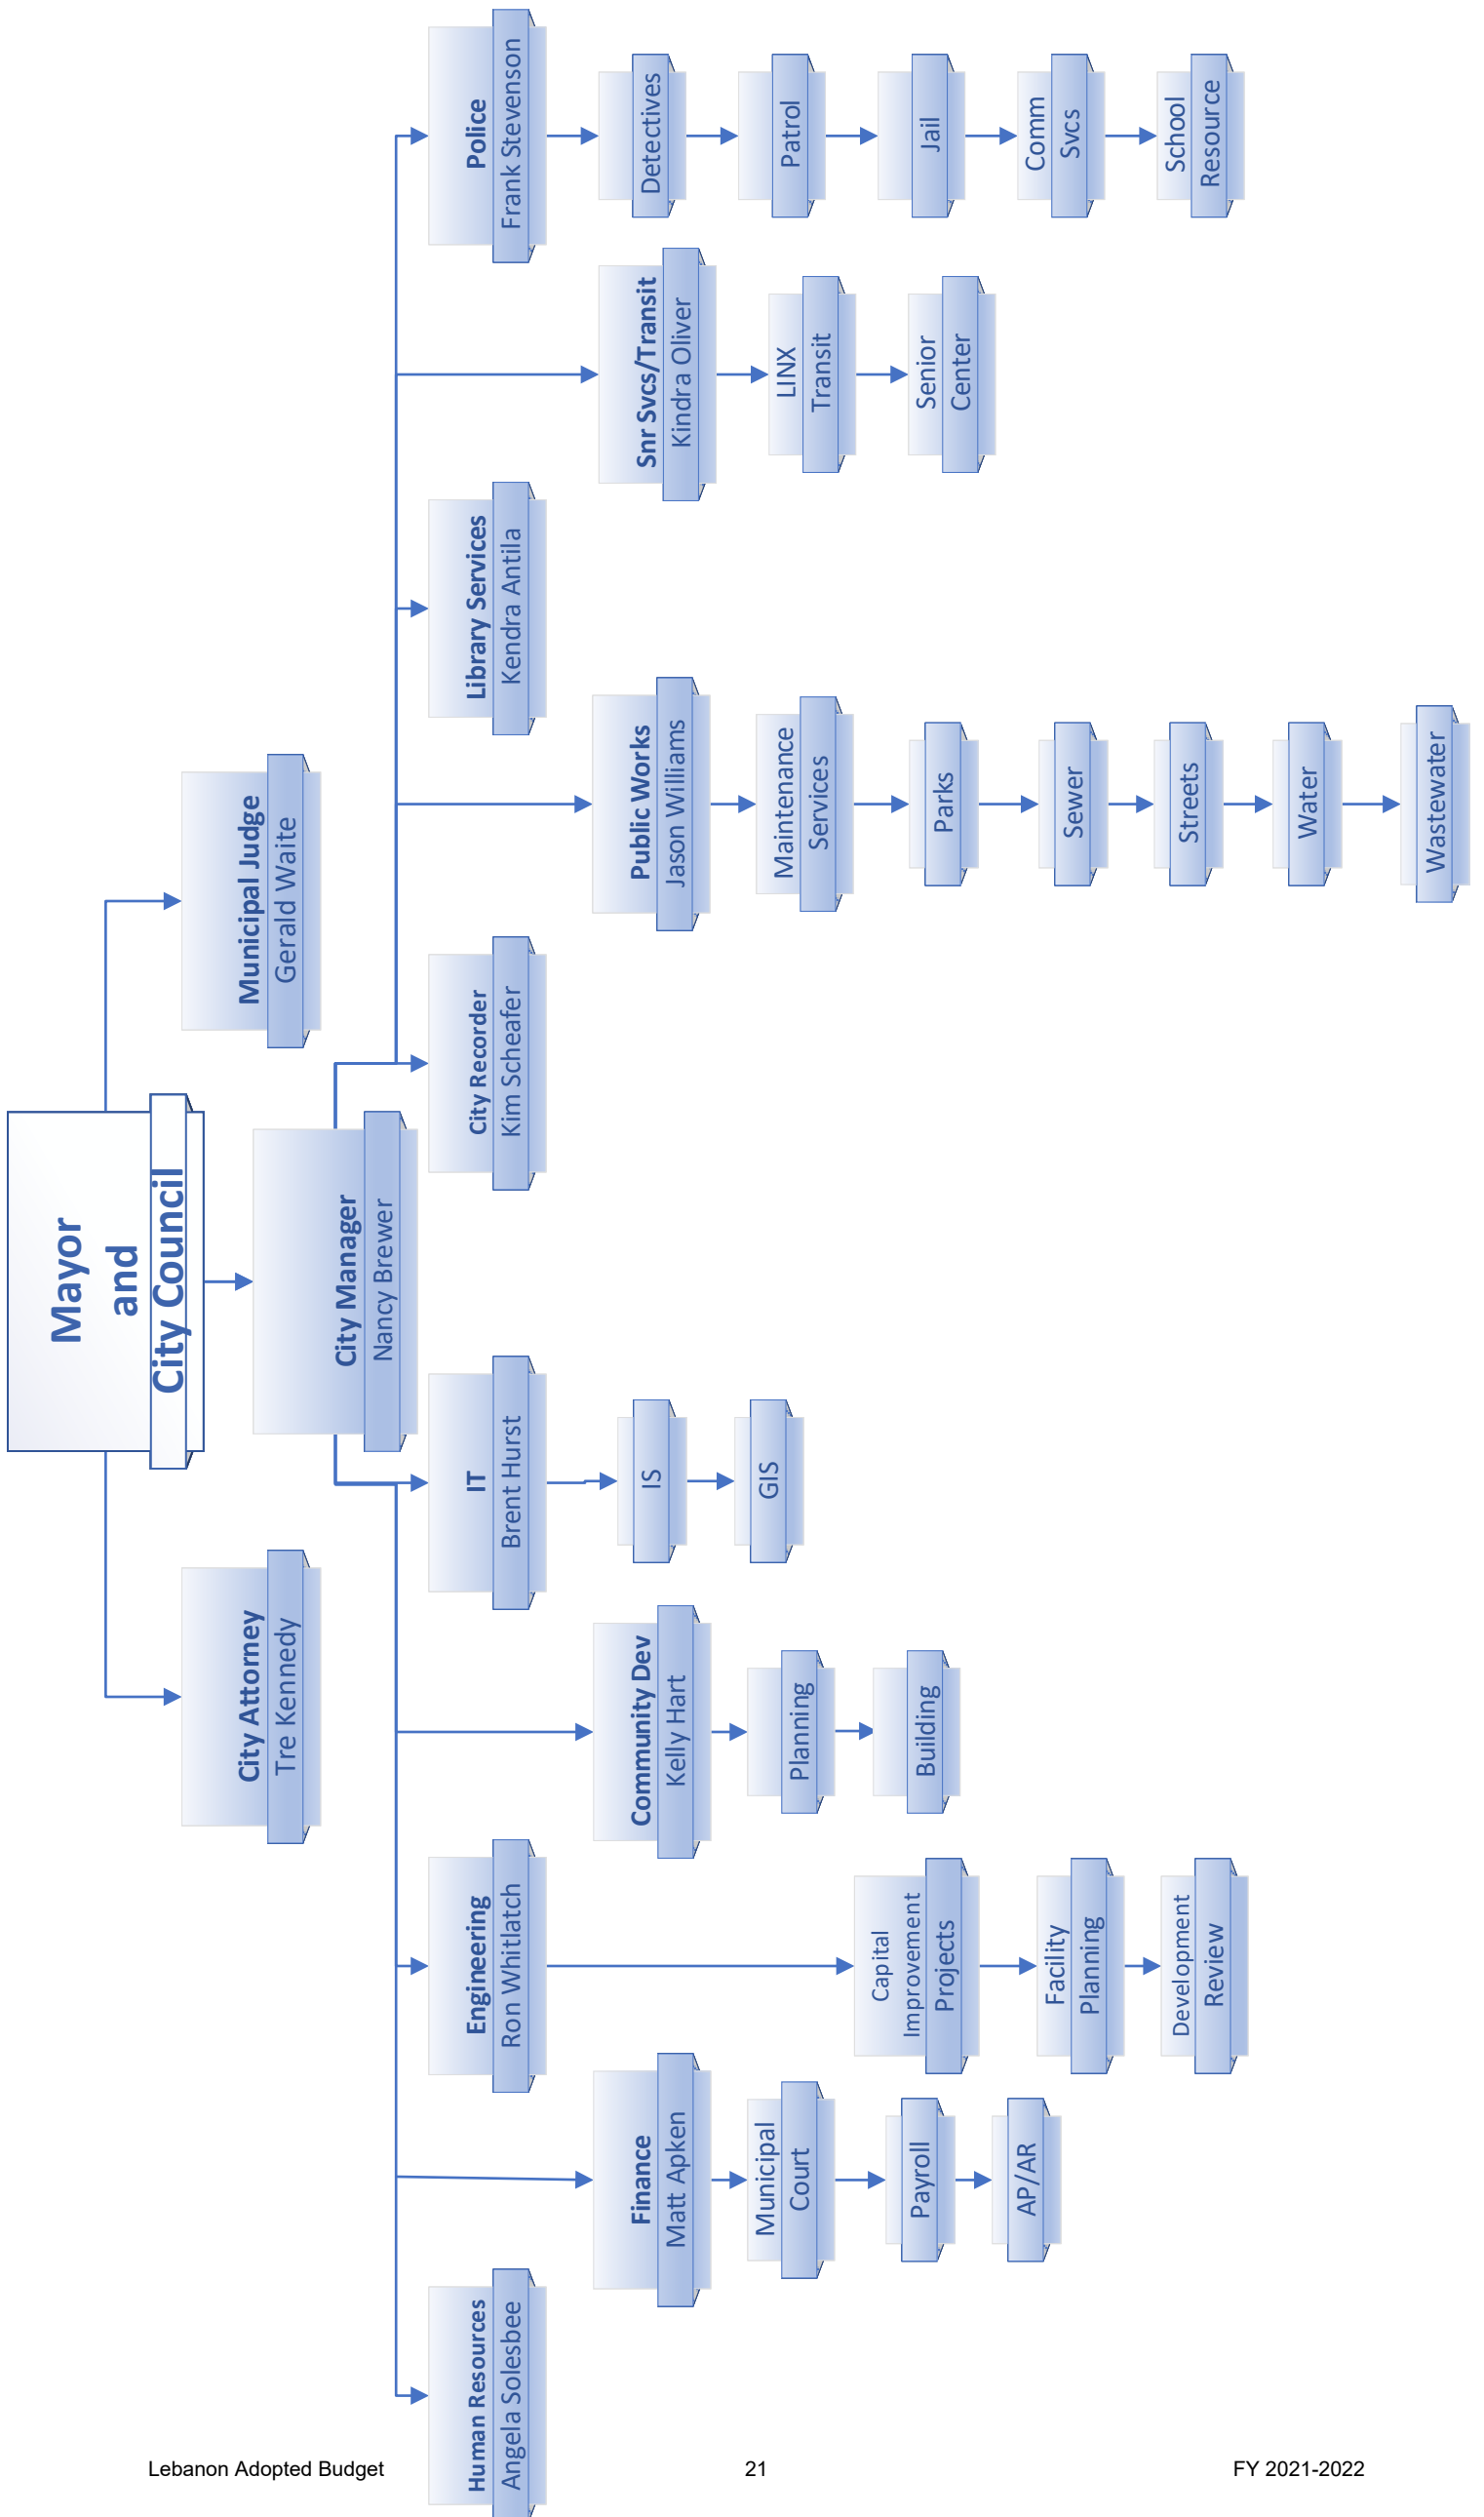 Mayor
and
City Council
City Attorney
Tre Kennedy
City Manager
Nancy Brewer
Municipal Judge
Gerald Waite
Human Resources
Angela Solesbee
Finance
Matt Apken
Municipal
Court
Payroll
AP/AR
Engineering
Ron Whitlatch
Capital
Improvement
Projects
Facility
Planning
Development
Review
Community Dev
Kelly Hart
Planning
Building
IT
Brent Hurst
IS
GIS
City Recorder
Kim Scheafer
Public Works
Jason Williams
Maintenance
Services
Parks
Sewer
Streets
Water
Wastewater
Library Services
Kendra Antila
Snr Svcs/Transit
Kindra Oliver
LINX
Transit
Senior
Center
Police
Frank Stevenson
Detectives
Patrol
Jail
Comm
Svcs
School
Resource
Lebanon Adopted Budget
21
FY 2021-2022